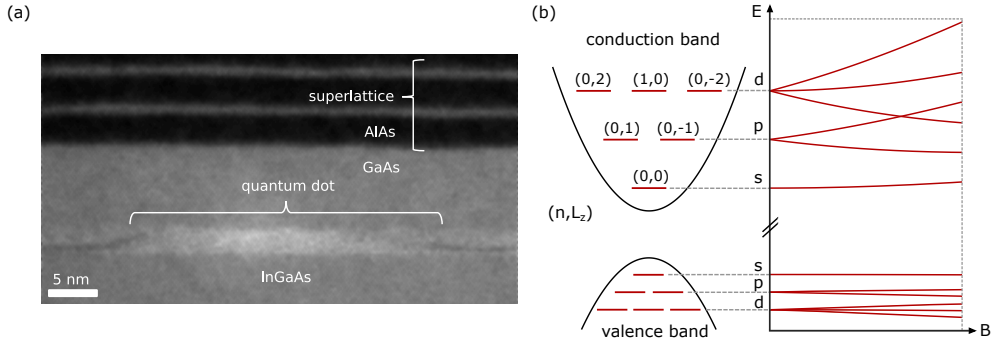 (a)
superlattice
AlAs
GaAs
quantum dot
InGaAs
5 nm
(b)
E
conduction band
(0,2) (1,0) (0,-2) d
(0,1) (0,-1) p
(0,0) s
(n,L_z)
s
p
d
valence band
B